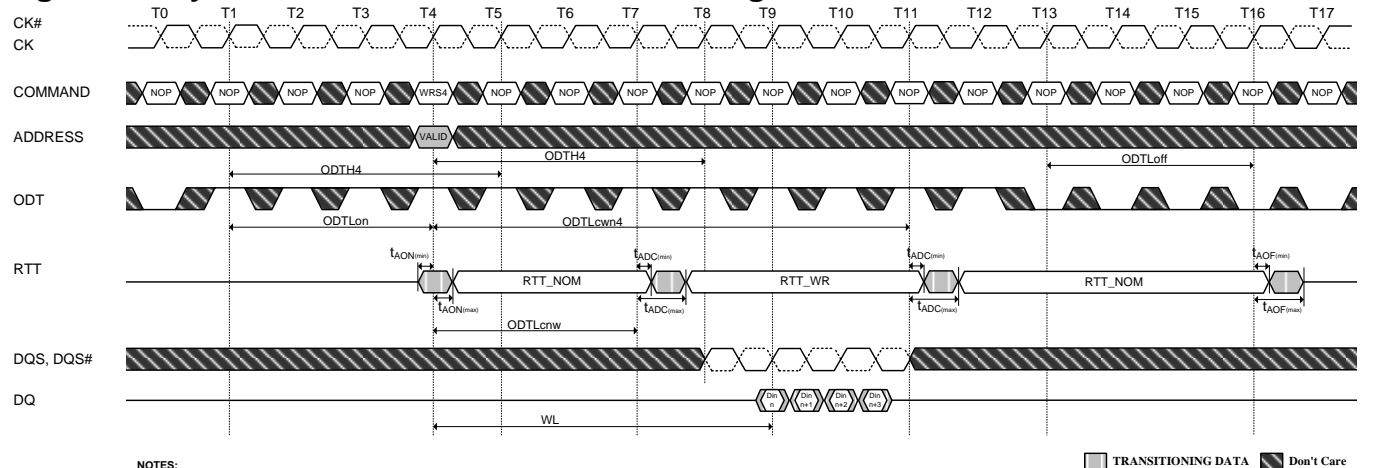 T0 T1 T2 T3 T4 T5 T6 T7 T8 T9 T10 T11 T12 T13 T14 T15 T16 T17
CK#
CK
COMMAND NOP NOP NOP NOP WRS4 NOP NOP NOP NOP NOP NOP NOP NOP NOP NOP NOP NOP NOP
ADDRESS VALID
ODTH4 ODTLoff
ODTH4
ODT
ODTLon ODTLcwn4
tAON(min) tADC(min) tADC(min) tAOF(min)
RTT RTT_NOM RTT_WR RTT_NOM
tAON(max) tADC(max) tADC(max) tAOF(max)
ODTLcnw
DQS, DQS#
DQ Din n Din n+1 Din n+2 Din n+3
WL
NOTES: TRANSITIONING DATA Don't Care